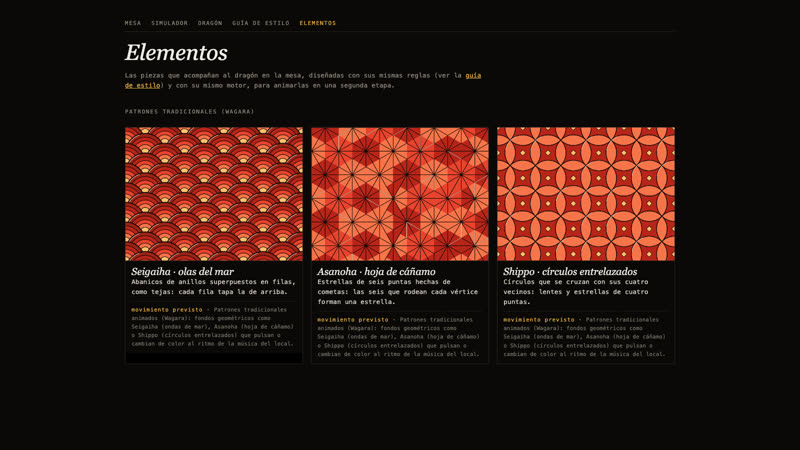 MESA SIMULADOR DRAGÓN GUÍA DE ESTILO ELEMENTOS
Elementos
Las piezas que acompañan al dragón en la mesa, diseñadas con sus mismas reglas (ver la guía
de estilo) y con su mismo motor, para animarlas en una segunda etapa.
PATRONES TRADICIONALES (WAGARA)
Seigaiha · olas del mar
Abanicos de anillos superpuestos en filas,
como tejas: cada fila tapa la de arriba.
movimiento previsto · Patrones tradicionales
animados (Wagara): fondos geométricos como
Seigaiha (ondas de mar), Asanoha (hoja de cáñamo)
o Shippo (círculos entrelazados) que pulsan o
cambian de color al ritmo de la música del local.
Asanoha · hoja de cáñamo
Estrellas de seis puntas hechas de
cometas: las seis que rodean cada vértice
forman una estrella.
movimiento previsto · Patrones tradicionales
animados (Wagara): fondos geométricos como
Seigaiha (ondas de mar), Asanoha (hoja de cáñamo)
o Shippo (círculos entrelazados) que pulsan o
cambian de color al ritmo de la música del local.
Shippo · círculos entrelazados
Círculos que se cruzan con sus cuatro
vecinos: lentes y estrellas de cuatro
puntas.
movimiento previsto · Patrones tradicionales
animados (Wagara): fondos geométricos como
Seigaiha (ondas de mar), Asanoha (hoja de cáñamo)
o Shippo (círculos entrelazados) que pulsan o
cambian de color al ritmo de la música del local.